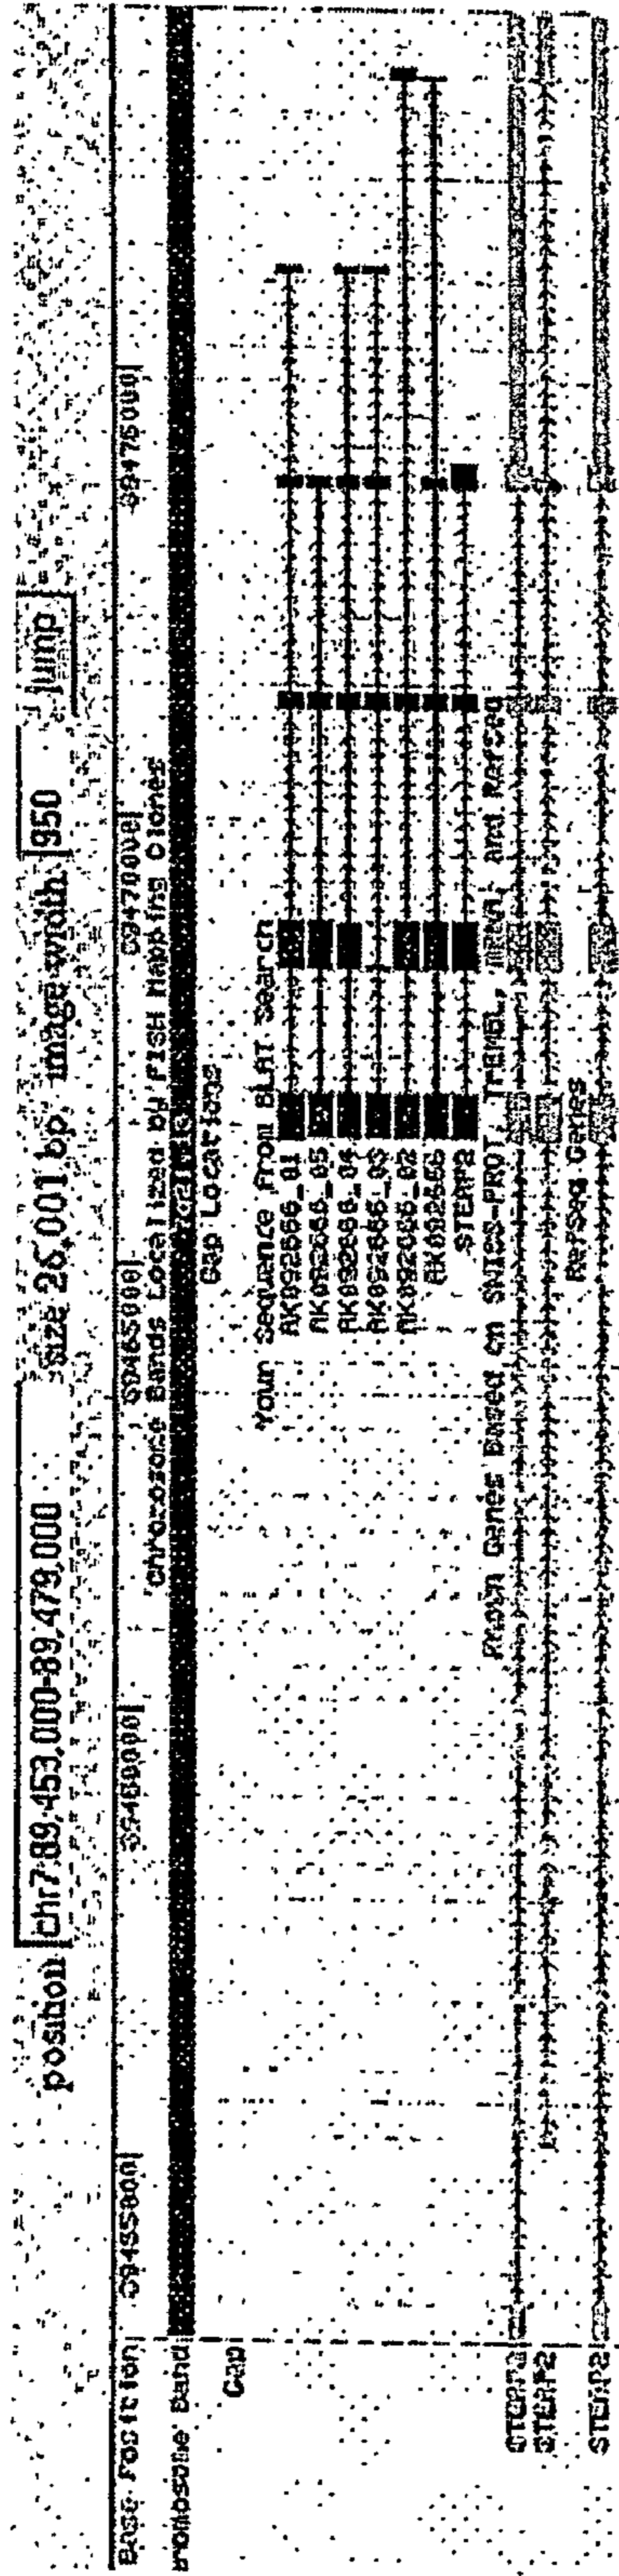 position chr7:89,453,000-89,479,000 size 26,001 bp, image width 950 jump
Base Position 89455000| 89460000| 89465000| 89470000| 89475000|
Chromosome Bands Localized by FISH Mapping Clones
romosome Band
Gap Locations
Gap
Your Sequence from BLAT Search
AK092666_01
AK092666_05
AK092666_04
AK092666_03
AK092666_02
AK092666
STEAP2
Known Genes Based on SWISS-PROT, TrEMBL, mRNA, and RefSeq
STEAP2
STEAP2
RefSeq Genes
STEAP2